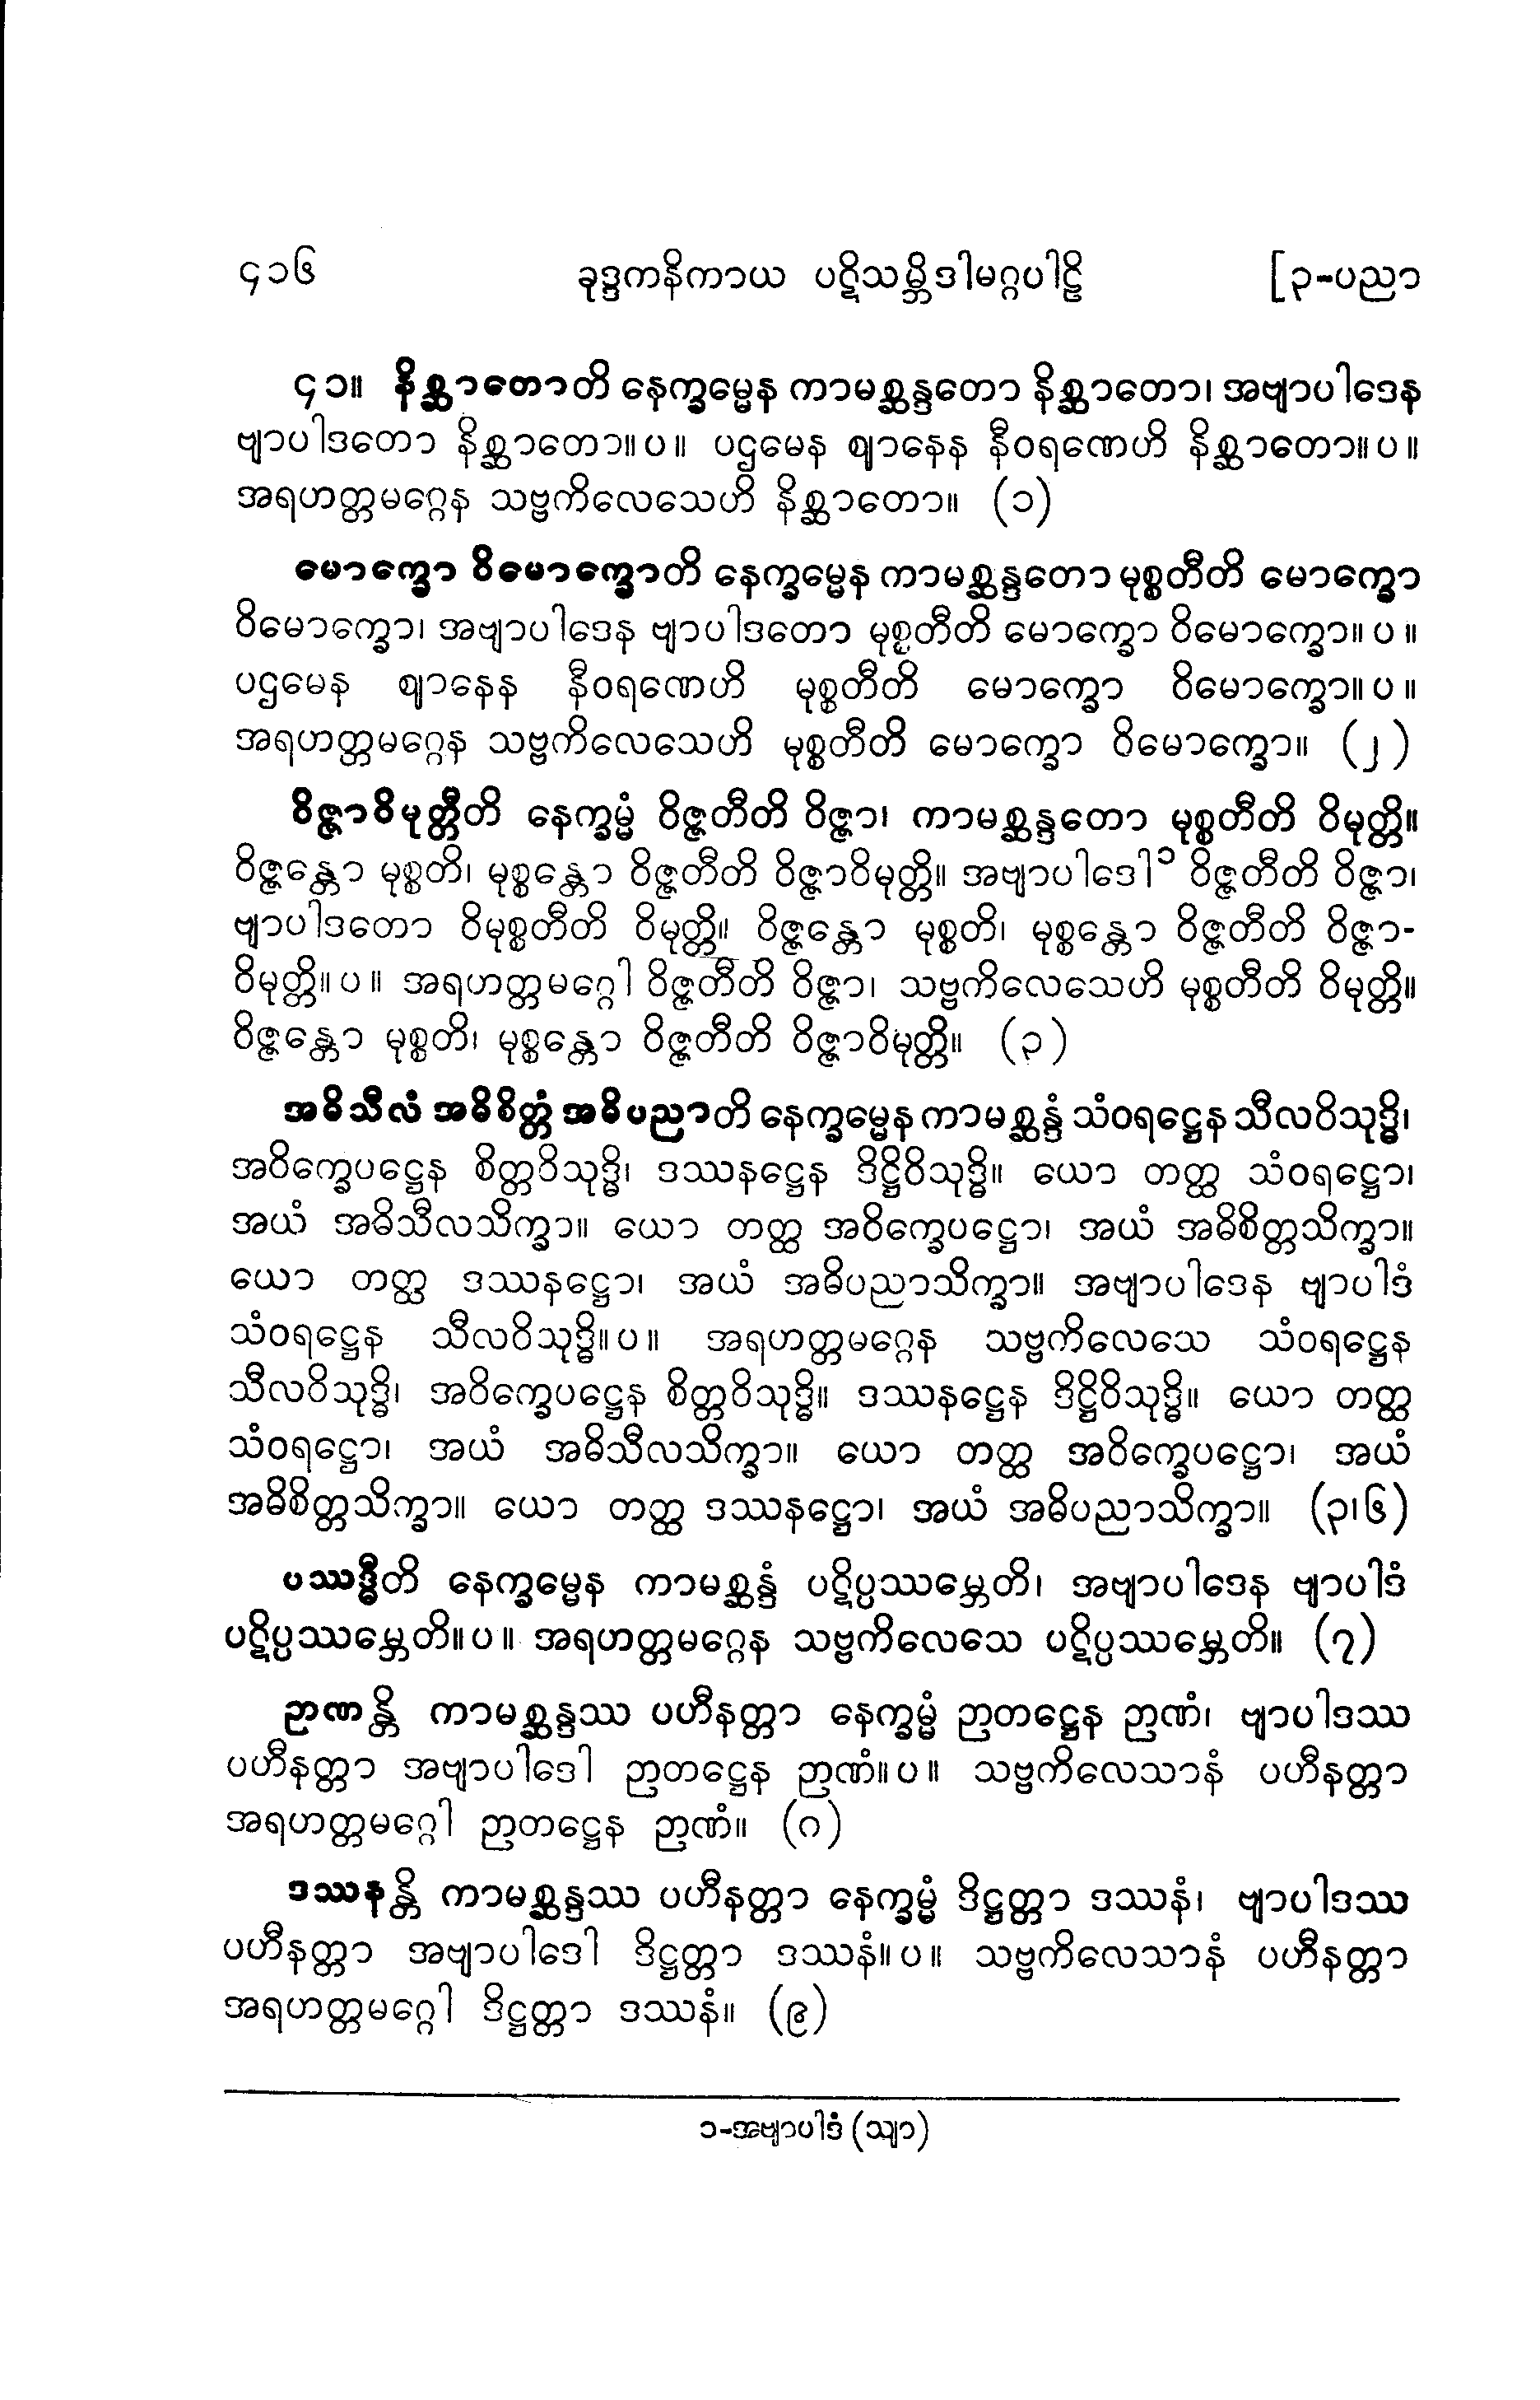 ၄၁၆ ခုဒ္ဒကနိကာယ ပဋိသမ္ဘိဒါမဂ္ဂပါဠိ [၃-ပညာ
၄၁။ နိစ္ဆာတောတိ နေက္ခမ္မေန ကာမစ္ဆန္ဒတော နိစ္ဆာတော၊ အဗျာပါဒေန
ဗျာပါဒတော နိစ္ဆာတော။ပ။ ပဌမေန ဈာနေန နီဝရဏေဟိ နိစ္ဆာတော။ပ။
အရဟတ္တမဂ္ဂေန သဗ္ဗကိလေသေဟိ နိစ္ဆာတော။ (၁)
မောက္ခော ဝိမောက္ခောတိ နေက္ခမ္မေန ကာမစ္ဆန္ဒတော မုစ္စတီတိ မောက္ခော
ဝိမောက္ခော၊ အဗျာပါဒေန ဗျာပါဒတော မုစ္စတီတိ မောက္ခော ဝိမောက္ခော။ပ။
ပဌမေန ဈာနေန နီဝရဏေဟိ မုစ္စတီတိ မောက္ခော ဝိမောက္ခော။ပ။
အရဟတ္တမဂ္ဂေန သဗ္ဗကိလေသေဟိ မုစ္စတီတိ မောက္ခော ဝိမောက္ခော။ (၂)
ဝိဇ္ဇာဝိမုတ္တီတိ နေက္ခမ္မံ ဝိဇ္ဇတီတိ ဝိဇ္ဇာ၊ ကာမစ္ဆန္ဒတော မုစ္စတီတိ ဝိမုတ္တိ။
ဝိဇ္ဇန္တော မုစ္စတိ၊ မုစ္စန္တော ဝိဇ္ဇတီတိ ဝိဇ္ဇာဝိမုတ္တိ။ အဗျာပါဒေါ၁ ဝိဇ္ဇတီတိ ဝိဇ္ဇာ၊
ဗျာပါဒတော ဝိမုစ္စတီတိ ဝိမုတ္တိ။ ဝိဇ္ဇန္တော မုစ္စတိ၊ မုစ္စန္တော ဝိဇ္ဇတီတိ ဝိဇ္ဇာ-
ဝိမုတ္တိ။ပ။ အရဟတ္တမဂ္ဂေါ ဝိဇ္ဇတီတိ ဝိဇ္ဇာ၊ သဗ္ဗကိလေသေဟိ မုစ္စတီတိ ဝိမုတ္တိ။
ဝိဇ္ဇန္တော မုစ္စတိ၊ မုစ္စန္တော ဝိဇ္ဇတီတိ ဝိဇ္ဇာဝိမုတ္တိ။ (၃)
အဓိသီလံ အဓိစိတ္တံ အဓိပညာတိ နေက္ခမ္မေန ကာမစ္ဆန္ဒံ သံဝရဋ္ဌေန သီလဝိသုဒ္ဓိ၊
အဝိက္ခေပဋ္ဌေန စိတ္တဝိသုဒ္ဓိ၊ ဒဿနဋ္ဌေန ဒိဋ္ဌိဝိသုဒ္ဓိ။ ယော တတ္ထ သံဝရဋ္ဌော၊
အယံ အဓိသီလသိက္ခာ။ ယော တတ္ထ အဝိက္ခေပဋ္ဌော၊ အယံ အဓိစိတ္တသိက္ခာ။
ယော တတ္ထ ဒဿနဋ္ဌော၊ အယံ အဓိပညာသိက္ခာ။ အဗျာပါဒေန ဗျာပါဒံ
သံဝရဋ္ဌေန သီလဝိသုဒ္ဓိ။ပ။ အရဟတ္တမဂ္ဂေန သဗ္ဗကိလေသေ သံဝရဋ္ဌေန
သီလဝိသုဒ္ဓိ၊ အဝိက္ခေပဋ္ဌေန စိတ္တဝိသုဒ္ဓိ။ ဒဿနဋ္ဌေန ဒိဋ္ဌိဝိသုဒ္ဓိ။ ယော တတ္ထ
သံဝရဋ္ဌော၊ အယံ အဓိသီလသိက္ခာ။ ယော တတ္ထ အဝိက္ခေပဋ္ဌော၊ အယံ
အဓိစိတ္တသိက္ခာ။ ယော တတ္ထ ဒဿနဋ္ဌော၊ အယံ အဓိပညာသိက္ခာ။ (၃၊၆)
ပဿဒ္ဓီတိ နေက္ခမ္မေန ကာမစ္ဆန္ဒံ ပဋိပ္ပဿမ္ဘေတိ၊ အဗျာပါဒေန ဗျာပါဒံ
ပဋိပ္ပဿမ္ဘေတိ။ပ။ အရဟတ္တမဂ္ဂေန သဗ္ဗကိလေသေ ပဋိပ္ပဿမ္ဘေတိ။ (၇)
ဉာဏန္တိ ကာမစ္ဆန္ဒဿ ပဟီနတ္တာ နေက္ခမ္မံ ဉာတဋ္ဌေန ဉာဏံ၊ ဗျာပါဒဿ
ပဟီနတ္တာ အဗျာပါဒေါ ဉာတဋ္ဌေန ဉာဏံ။ပ။ သဗ္ဗကိလေသာနံ ပဟီနတ္တာ
အရဟတ္တမဂ္ဂေါ ဉာတဋ္ဌေန ဉာဏံ။ (ဂ)
ဒဿနန္တိ ကာမစ္ဆန္ဒဿ ပဟီနတ္တာ နေက္ခမ္မံ ဒိဋ္ဌတ္တာ ဒဿနံ၊ ဗျာပါဒဿ
ပဟီနတ္တာ အဗျာပါဒေါ ဒိဋ္ဌတ္တာ ဒဿနံ။ပ။ သဗ္ဗကိလေသာနံ ပဟီနတ္တာ
အရဟတ္တမဂ္ဂေါ ဒိဋ္ဌတ္တာ ဒဿနံ။ (၉)
၁-အဗျာပါဒံ (သျာ)